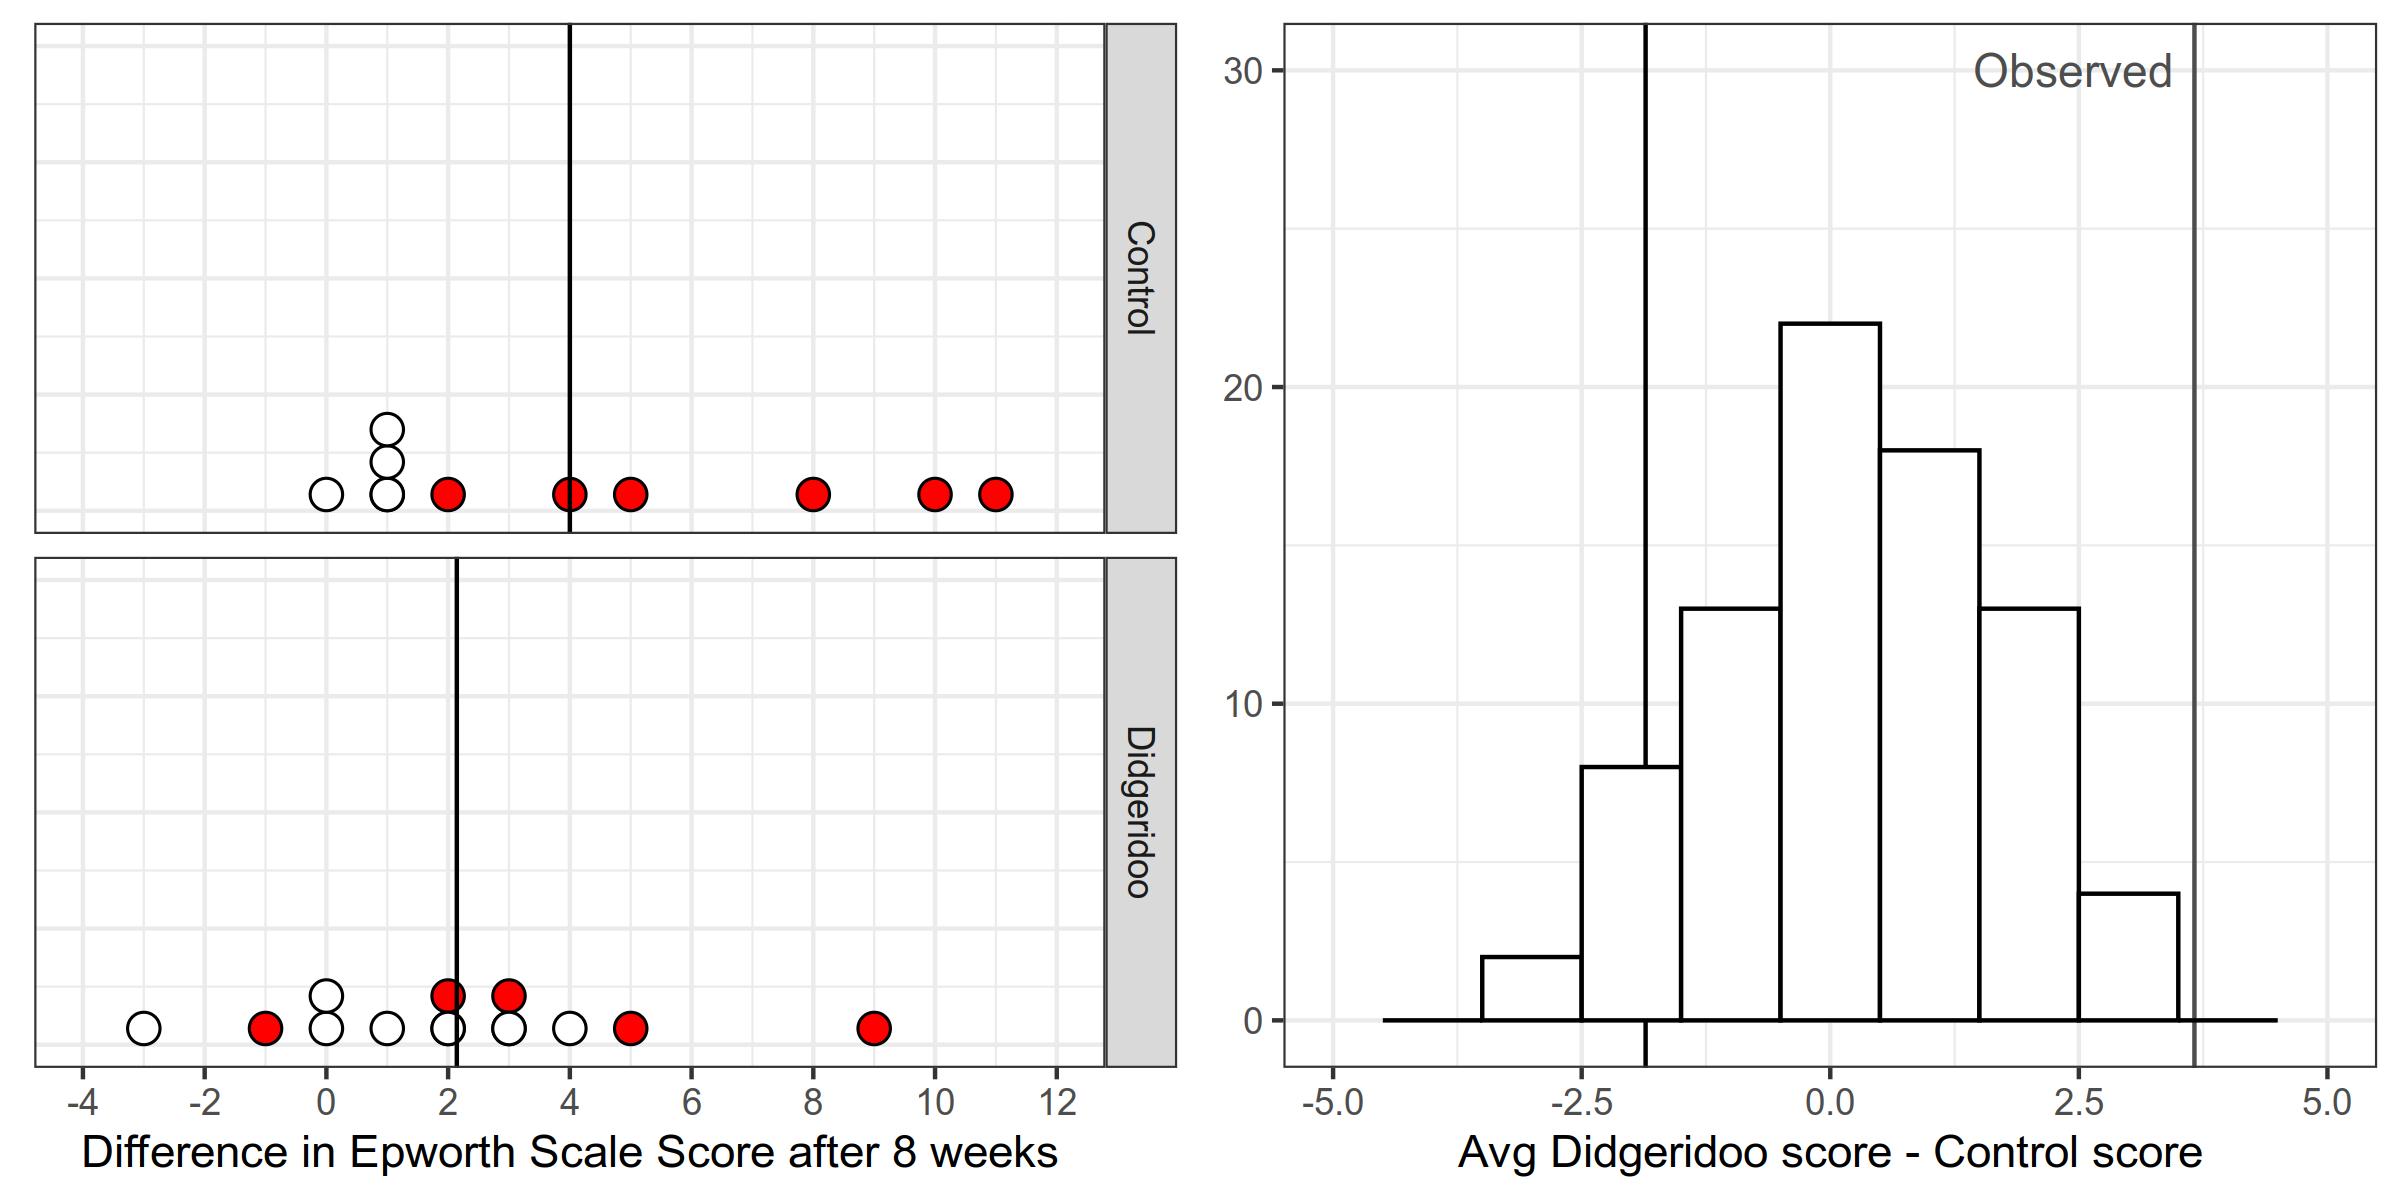 Control
Didgeridoo
-4 -2 0 2 4 6 8 10 12
Difference in Epworth Scale Score after 8 weeks
Observed
30
20
10
0
-5.0 -2.5 0.0 2.5 5.0
Avg Didgeridoo score - Control score